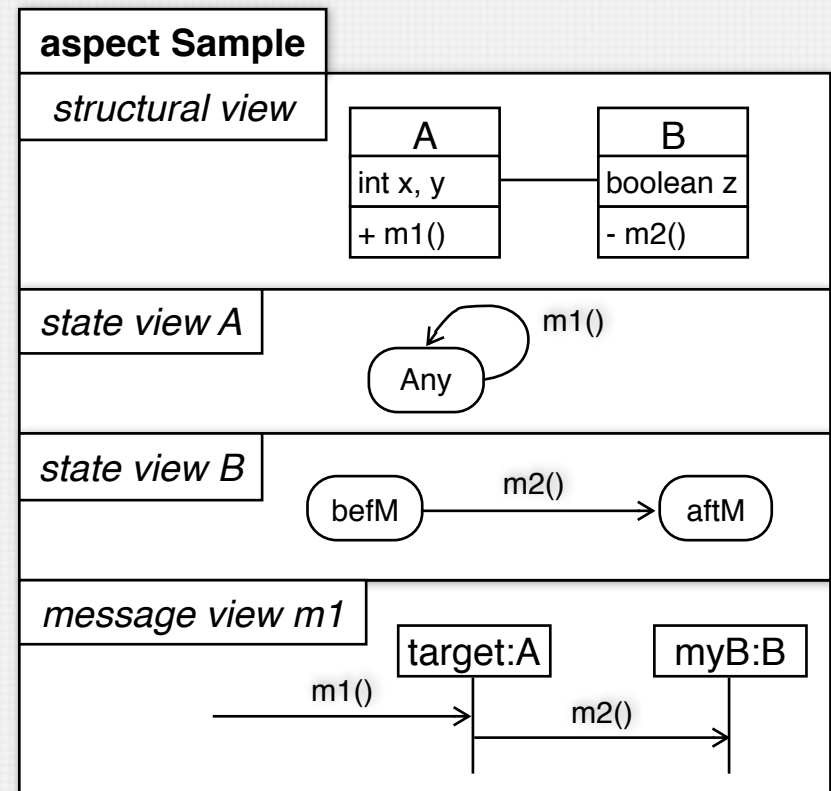 aspect Sample
structural view
A
B
int x, y
boolean z
+ m1()
- m2()
state view A
m1()
Any
state view B
m2()
befM
aftM
message view m1
target:A
myB:B
m1()
m2()